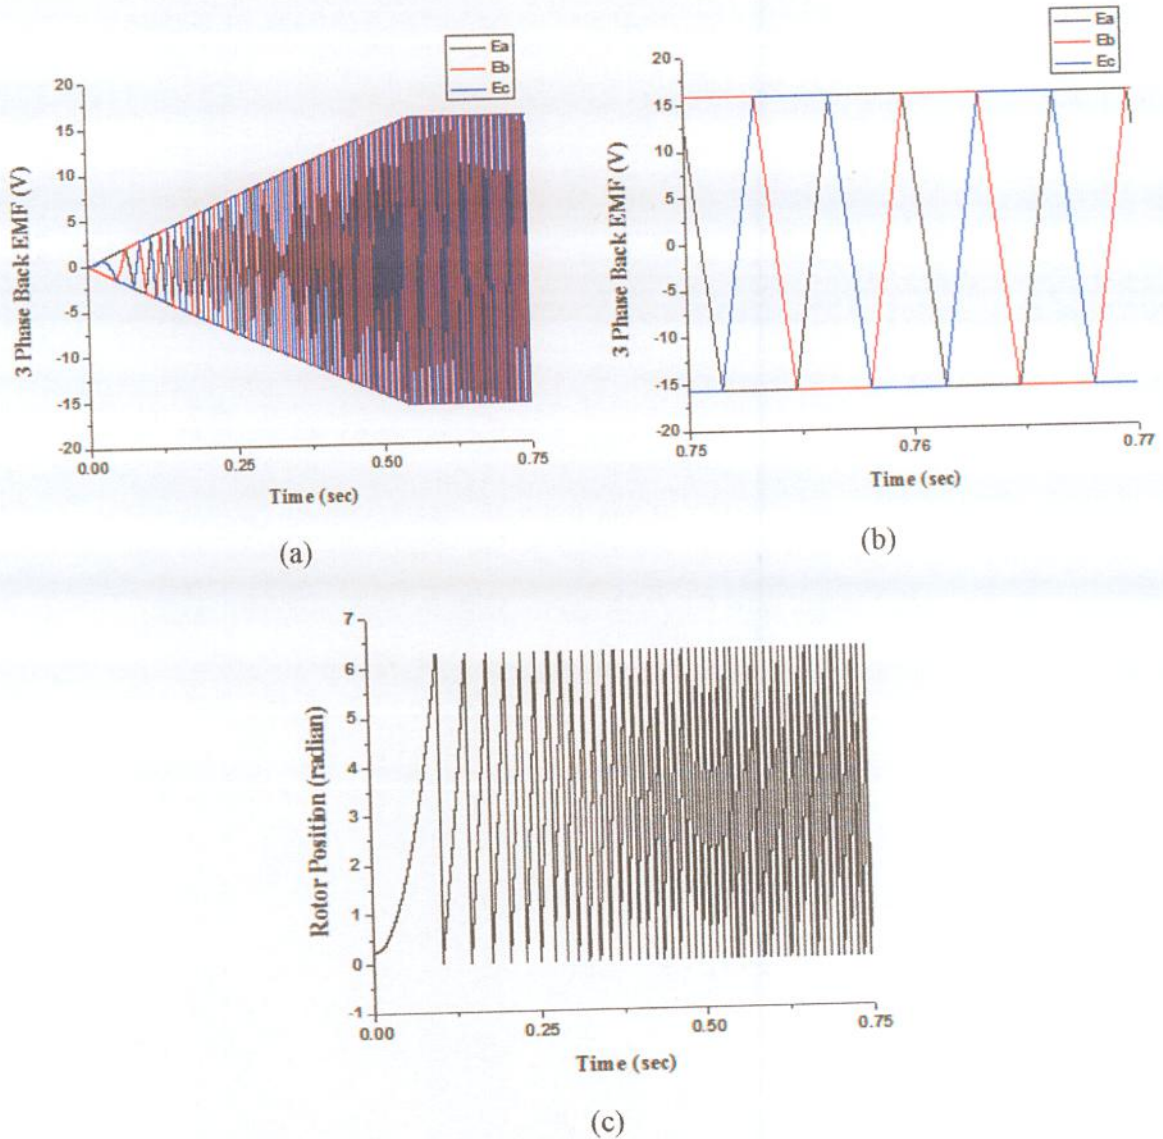 Ea
Eb
Ec
20
15
10
5
0
-5
-10
-15
-20
3 Phase Back EMF (V)
0.00 0.25 0.50 0.75
Time (sec)
(a)
Ea
Eb
Ec
20
15
10
5
0
-5
-10
-15
-20
3 Phase Back EMF (V)
0.75 0.76 0.77
Time (sec)
(b)
7
6
5
4
3
2
1
0
-1
Rotor Position (radian)
0.00 0.25 0.50 0.75
Time (sec)
(c)